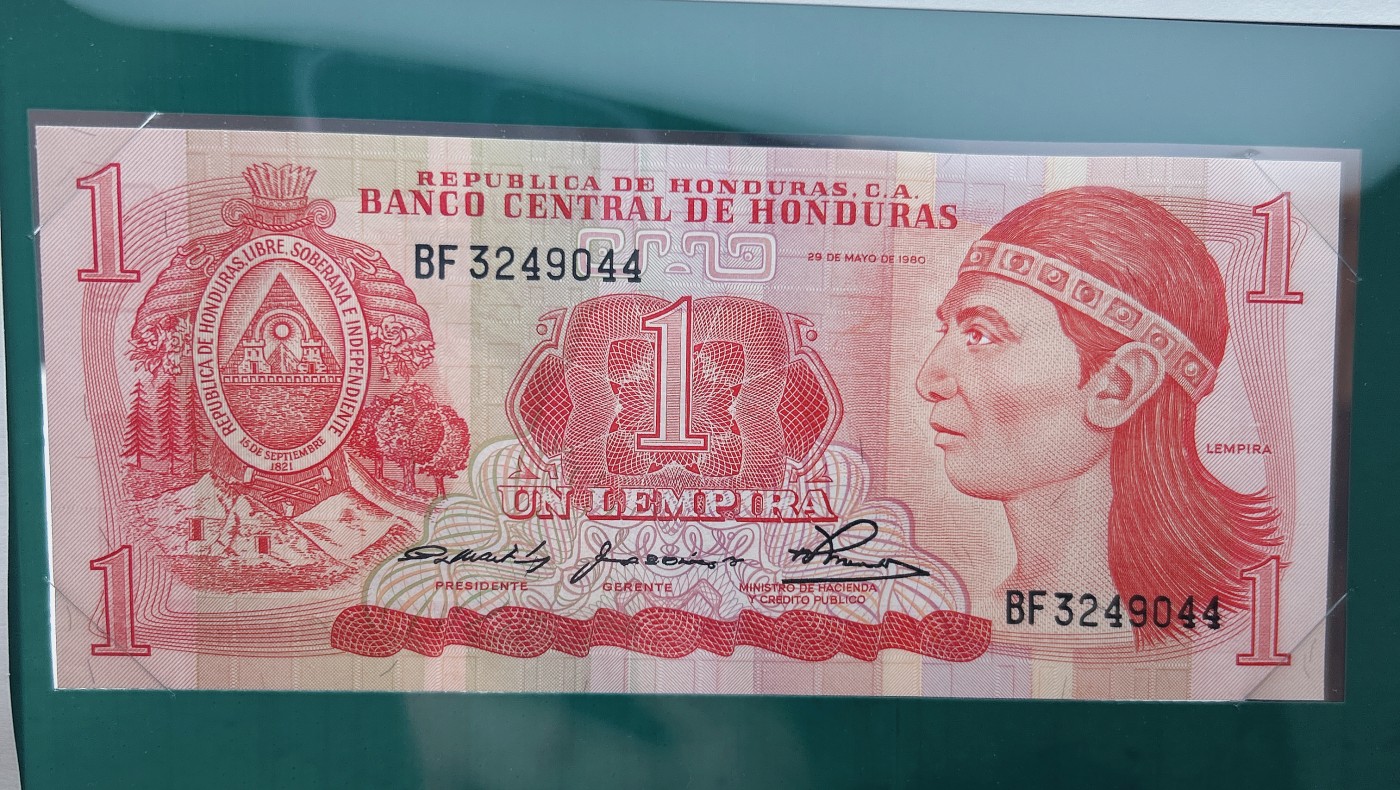 1
REPUBLICA DE HONDURAS, C.A.
BANCO CENTRAL DE HONDURAS
1
BF 3249044
29 DE MAYO DE 1980
REPUBLICA DE HONDURAS, LIBRE, SOBERANA E INDEPENDIENTE
15 DE SEPTIEMBRE
1821
1
UN LEMPIRA
LEMPIRA
PRESIDENTE
GERENTE
MINISTRO DE HACIENDA
Y CREDITO PUBLICO
1
BF 3249044
1